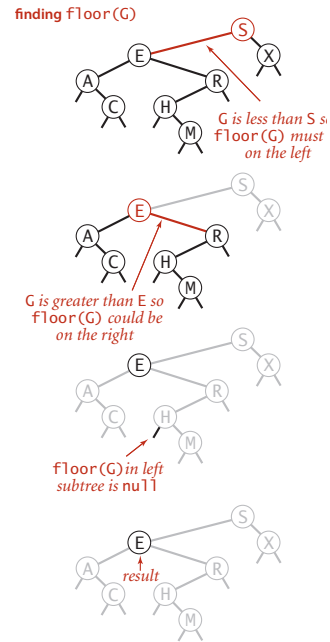 finding floor(G)
S
E
X
A
R
C
H
M
G is less than S so
floor(G) must
on the left
S
E
X
A
R
C
H
M
G is greater than E so
floor(G) could be
on the right
S
E
X
A
R
C
H
M
floor(G)in left
subtree is null
S
E
X
A
R
C
H
M
result